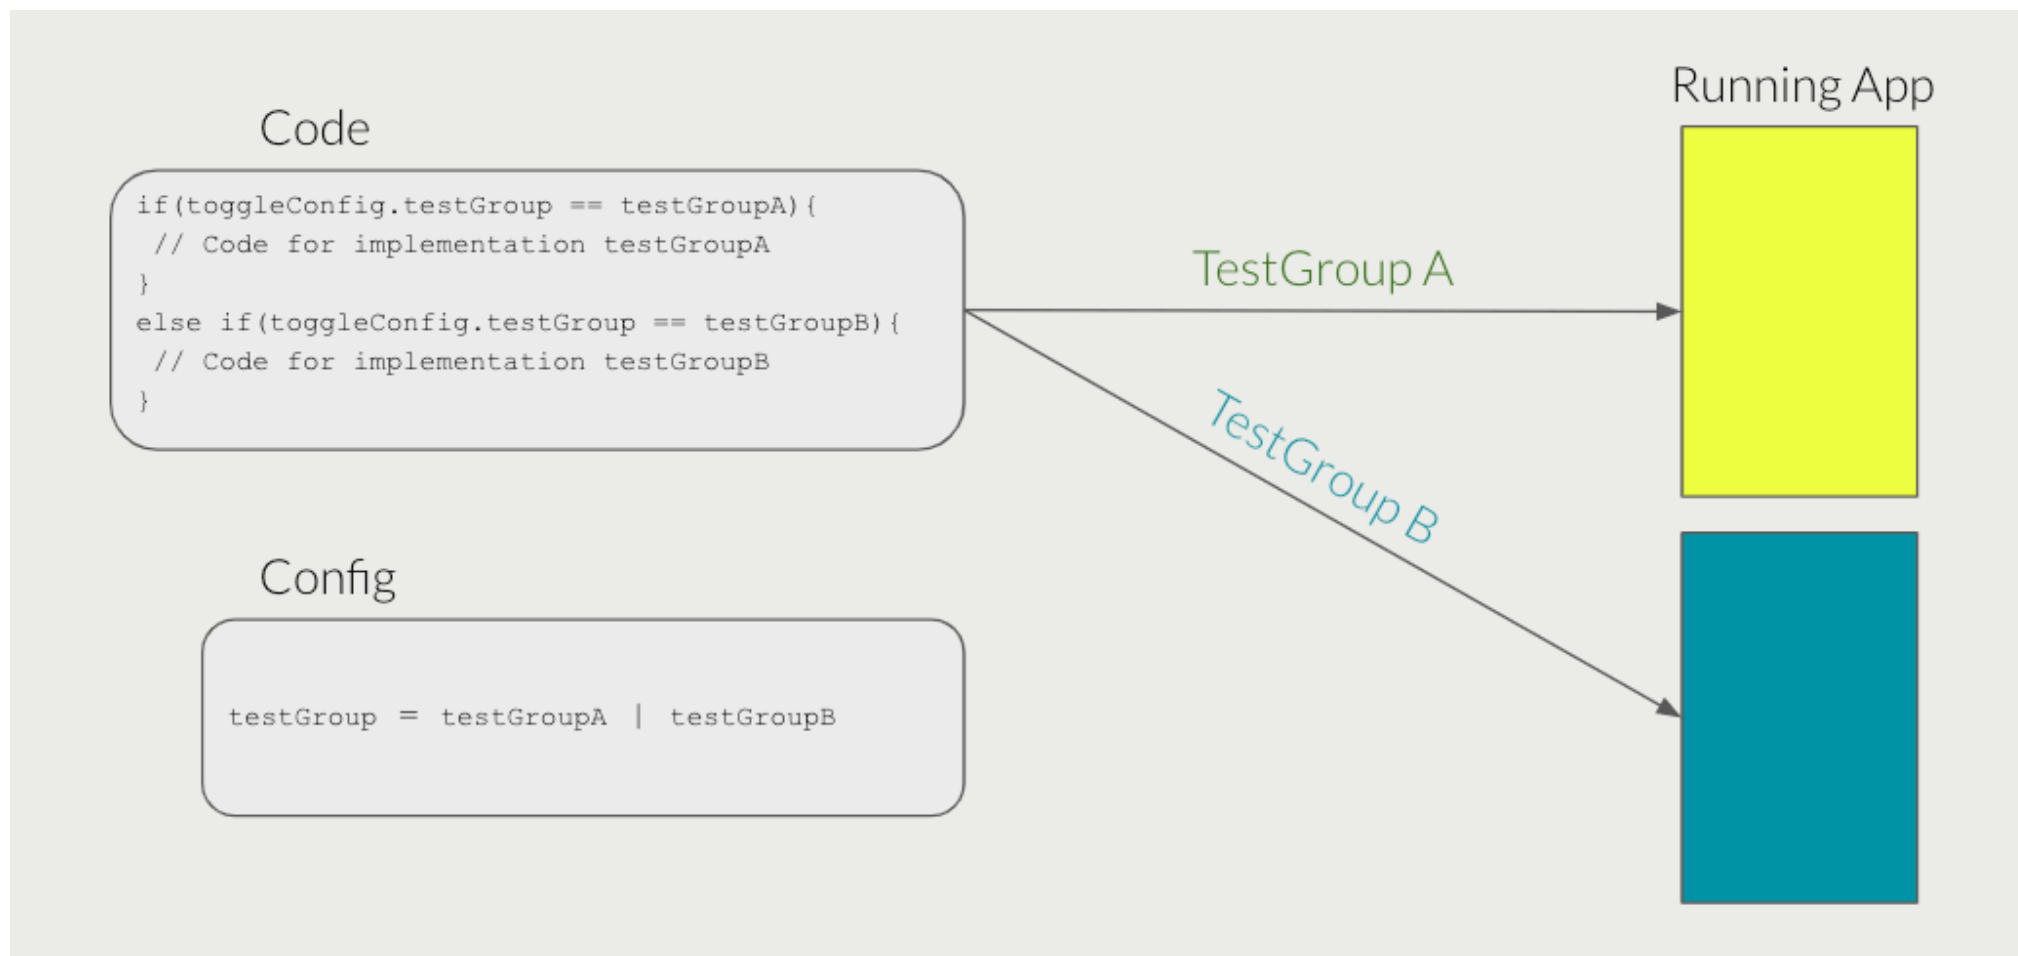 Code
if(toggleConfig.testGroup == testGroupA){
// Code for implementation testGroupA
}
else if(toggleConfig.testGroup == testGroupB){
// Code for implementation testGroupB
}
Config
testGroup = testGroupA | testGroupB
TestGroup A
TestGroup B
Running App